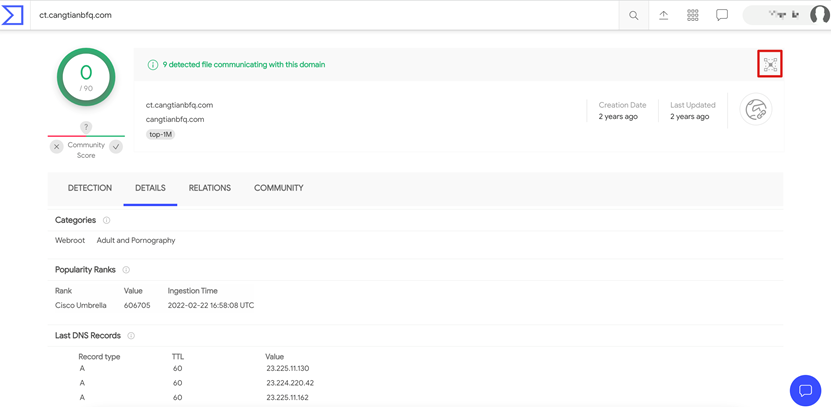 ct.cangtianbfq.com
0
/ 90
9 detected file communicating with this domain
ct.cangtianbfq.com
cangtianbfq.com
top-1M
Creation Date
2 years ago
Last Updated
2 years ago
?
Community
Score
DETECTION DETAILS RELATIONS COMMUNITY
Categories
Webroot Adult and Pornography
Popularity Ranks
Rank Value Ingestion Time
Cisco Umbrella 606705 2022-02-22 16:58:08 UTC
Last DNS Records
Record type TTL Value
A 60 23.225.11.130
A 60 23.224.220.42
A 60 23.225.11.162